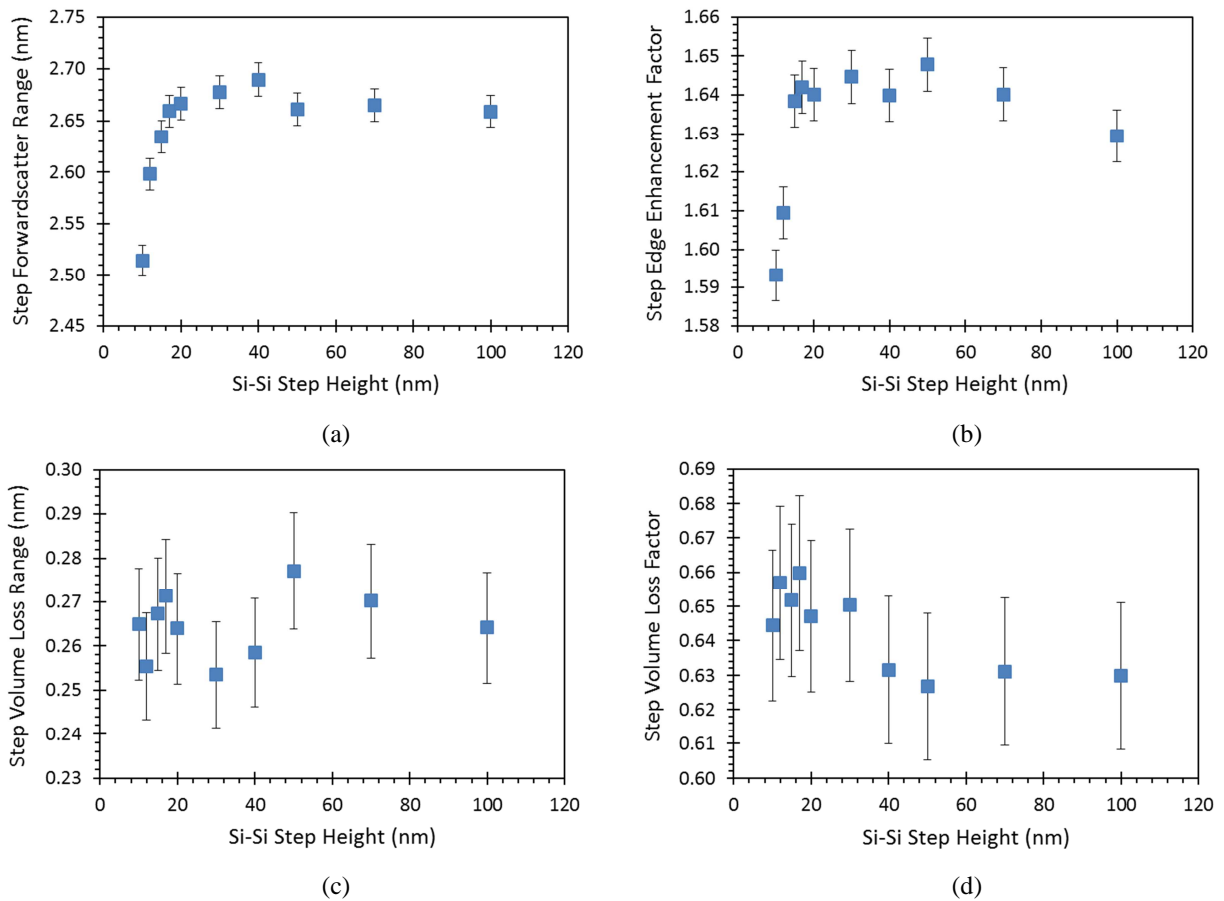 Step Forwardscatter Range (nm)
2.75
2.70
2.65
2.60
2.55
2.50
2.45
0 20 40 60 80 100 120
Si-Si Step Height (nm)
(a)
Step Edge Enhancement Factor
1.66
1.65
1.64
1.63
1.62
1.61
1.60
1.59
1.58
0 20 40 60 80 100 120
Si-Si Step Height (nm)
(b)
Step Volume Loss Range (nm)
0.30
0.29
0.28
0.27
0.26
0.25
0.24
0.23
0 20 40 60 80 100 120
Si-Si Step Height (nm)
(c)
Step Volume Loss Factor
0.69
0.68
0.67
0.66
0.65
0.64
0.63
0.62
0.61
0.60
0 20 40 60 80 100 120
Si-Si Step Height (nm)
(d)